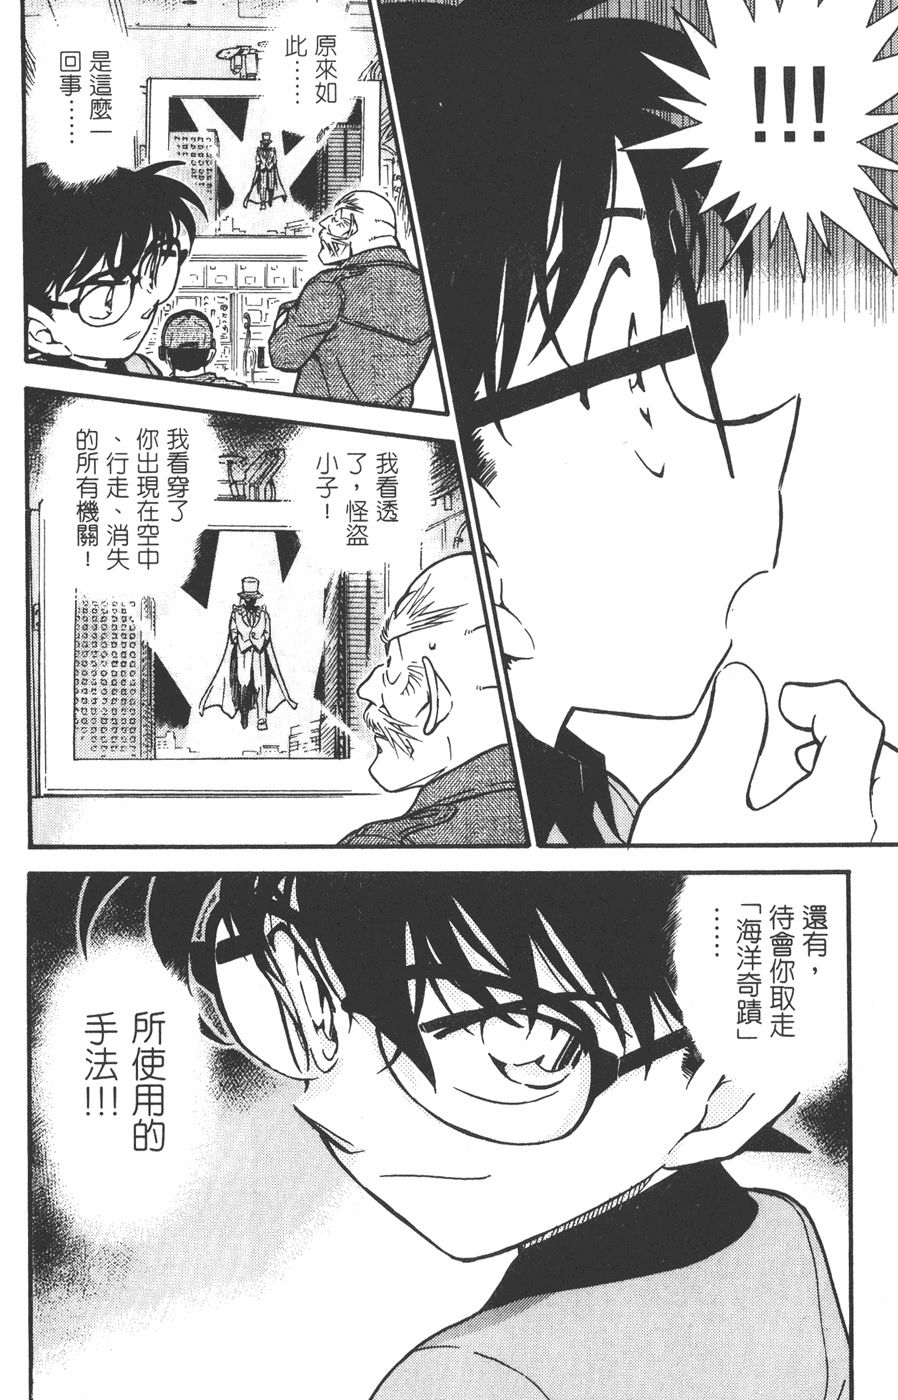 !!!
原來如
此……
是這麼一
回事……
我看透
了，怪盜
小子！
我看穿了
你出現在空中
、行走、消失
的所有機關！
還有，
待會你取走
「海洋奇蹟」
……
所使用的
手法!!!